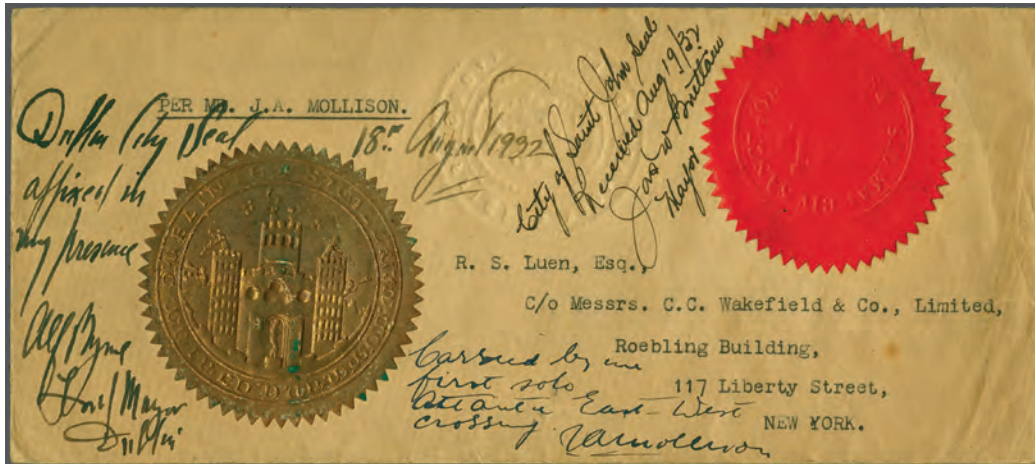 PER MR. J.A. MOLLISON.
Dublin City Seal
affixed in
my presence
Alf Byrne
Lord Mayor
Dublin
18th August 1932
City of Saint John Seal
Received Aug 19/32
Jas W Brittain
Mayor
R. S. Luen, Esq.,
C/o Messrs. C.C. Wakefield & Co., Limited,
Roebling Building,
117 Liberty Street,
NEW YORK.
Carried by me
first solo
Atlantic East-West
crossing.
JAMollison